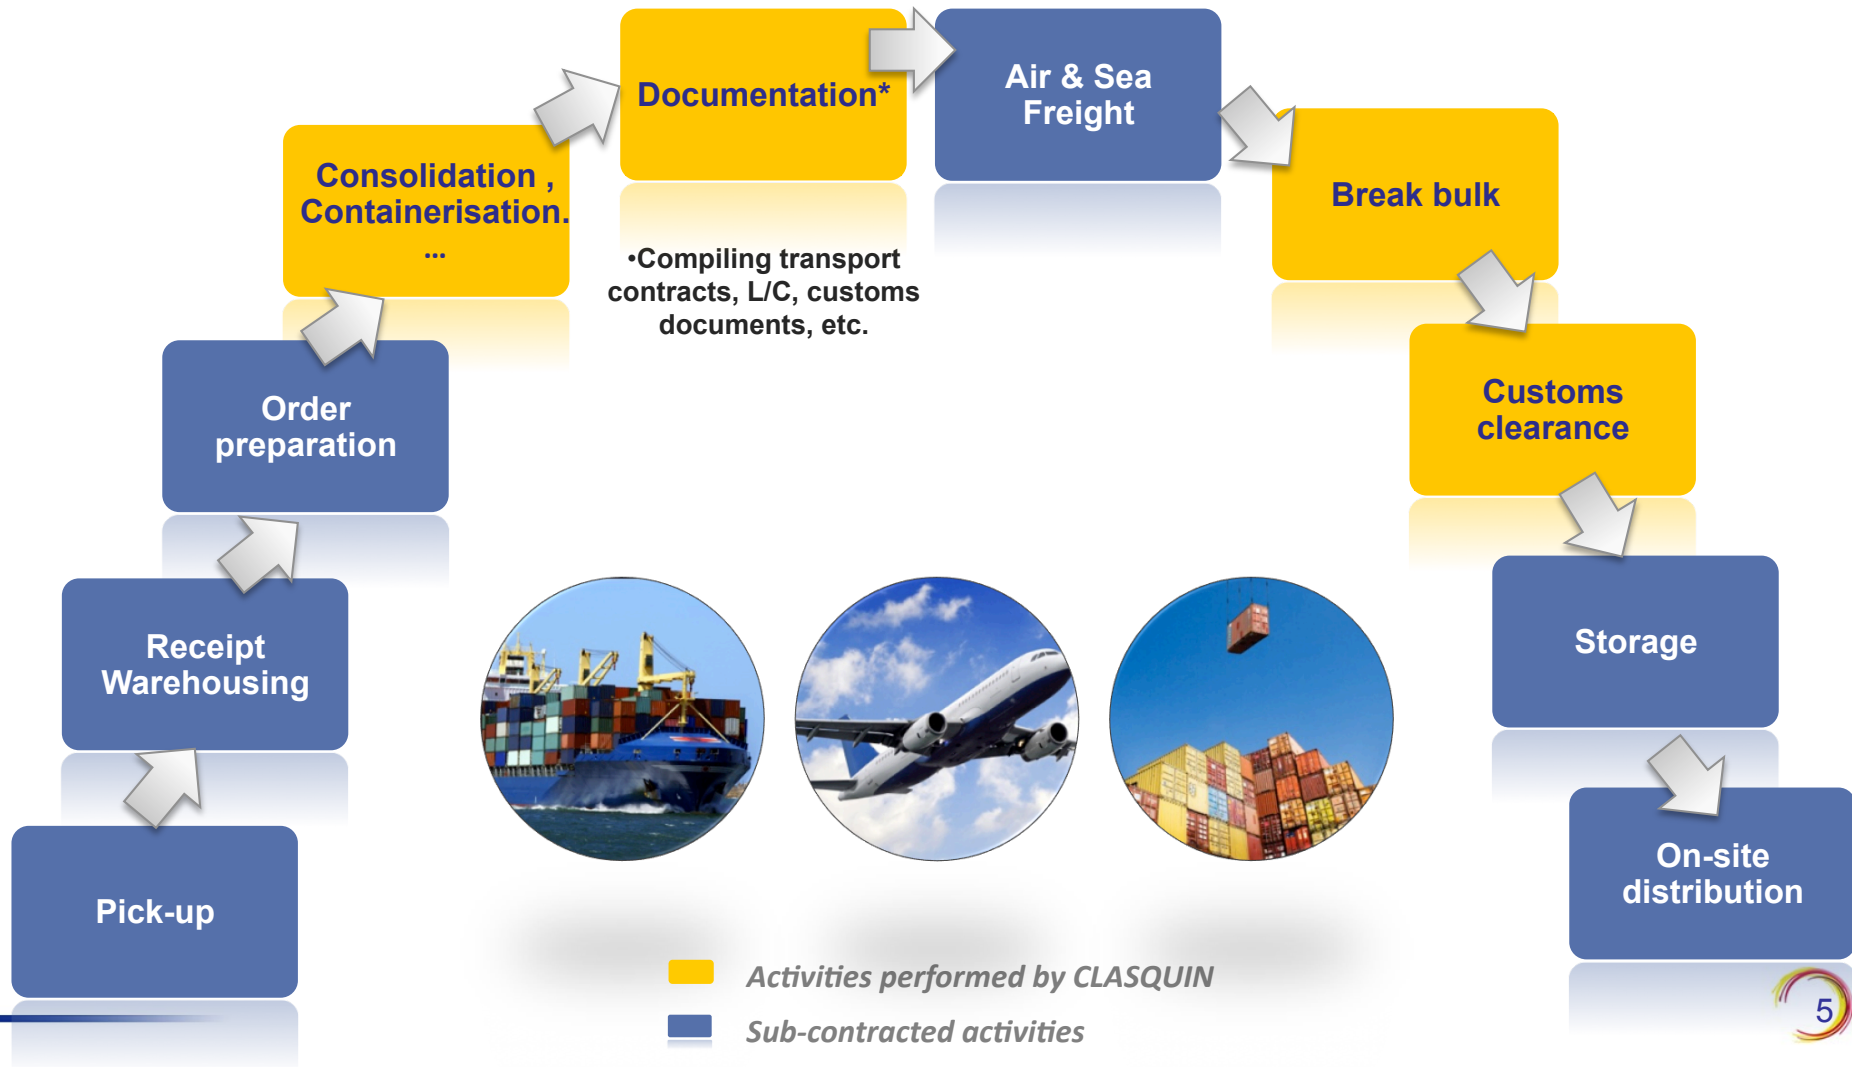 Documentation*
Air & Sea
Freight
Consolidation ,
Containerisation.
...
Break bulk
•Compiling transport
contracts, L/C, customs
documents, etc.
Order
preparation
Customs
clearance
Receipt
Warehousing
Storage
Pick-up
On-site
distribution
Activities performed by CLASQUIN
Sub-contracted activities
5